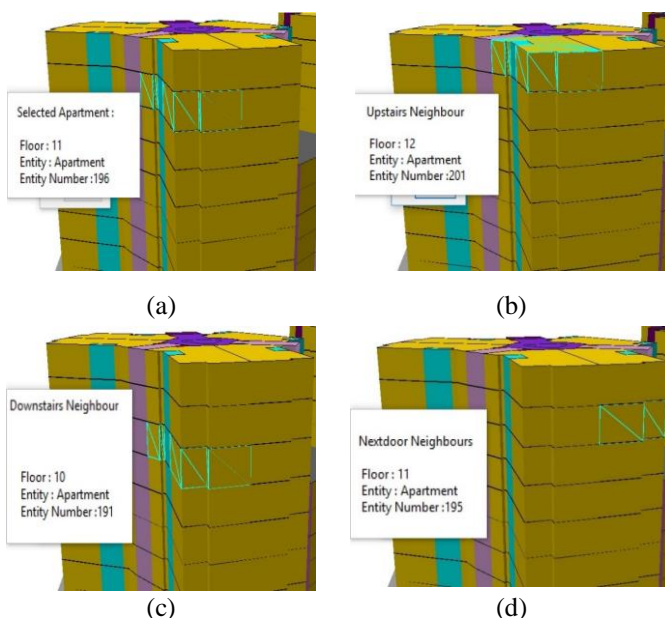 Selected Apartment :
Floor : 11
Entity : Apartment
Entity Number :196
(a)
Upstairs Neighbour
Floor : 12
Entity : Apartment
Entity Number :201
(b)
Downstairs Neighbour
Floor : 10
Entity : Apartment
Entity Number :191
(c)
Nextdoor Neighbours
Floor : 11
Entity : Apartment
Entity Number :195
(d)